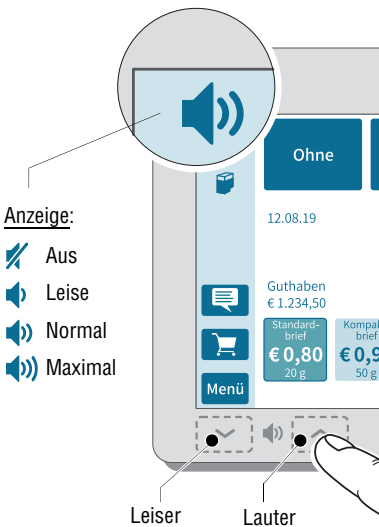 Ohne
12.08.19
Anzeige:
Aus
Leise
Normal
Maximal
Guthaben
€ 1.234,50
Standard-
brief
€ 0,80
20 g
Kompak
brief
€ 0,9
50 g
Menü
Leiser
Lauter